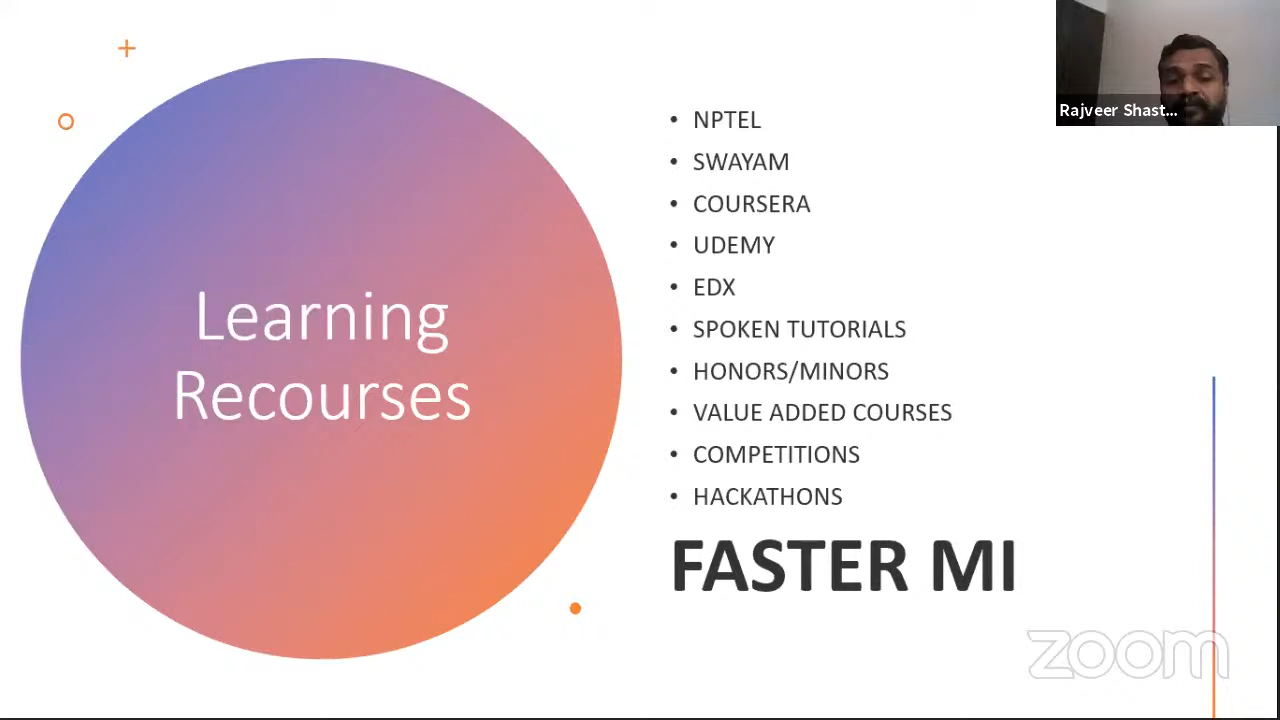 Learning
Recourses
• NPTEL
• SWAYAM
• COURSERA
• UDEMY
• EDX
• SPOKEN TUTORIALS
• HONORS/MINORS
• VALUE ADDED COURSES
• COMPETITIONS
• HACKATHONS
FASTER MI
Rajveer Shast...
zoom